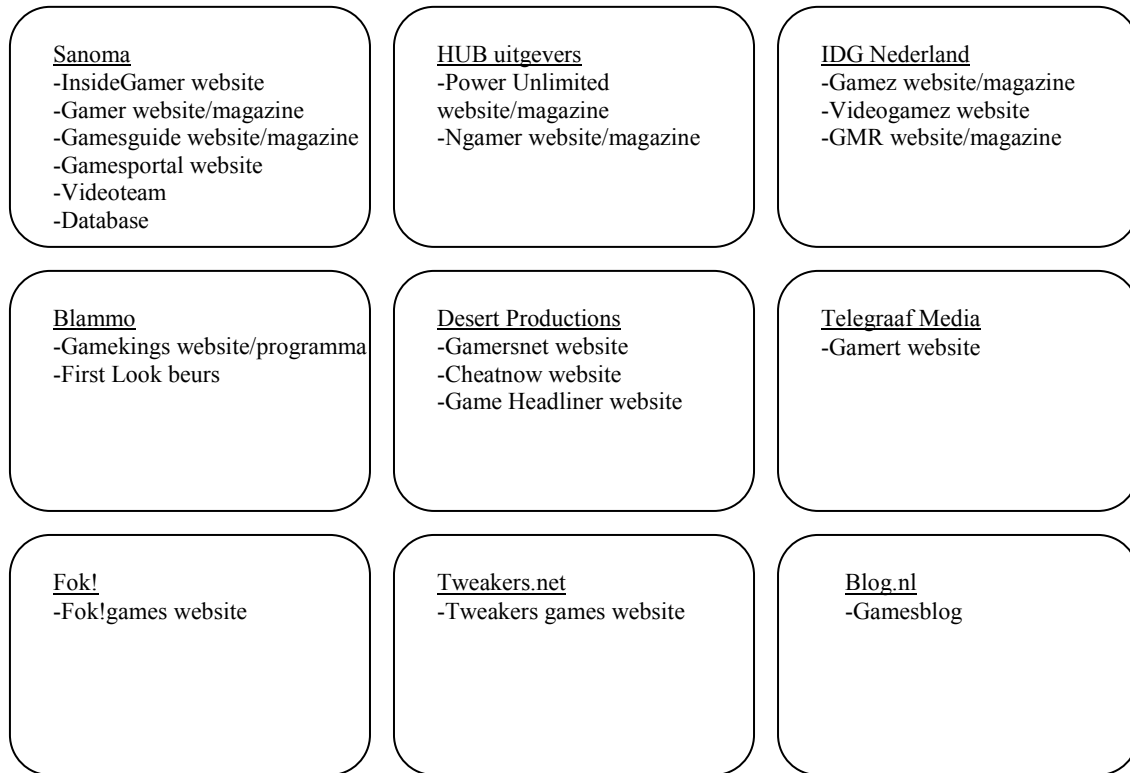 Sanoma
-InsideGamer website
-Gamer website/magazine
-Gamesguide website/magazine
-Gamesportal website
-Videoteam
-Database
HUB uitgevers
-Power Unlimited
website/magazine
-Ngamer website/magazine
IDG Nederland
-Gamez website/magazine
-Videogamez website
-GMR website/magazine
Blammo
-Gamekings website/programma
-First Look beurs
Desert Productions
-Gamersnet website
-Cheatnow website
-Game Headliner website
Telegraaf Media
-Gamert website
Fok!
-Fok!games website
Tweakers.net
-Tweakers games website
Blog.nl
-Gamesblog